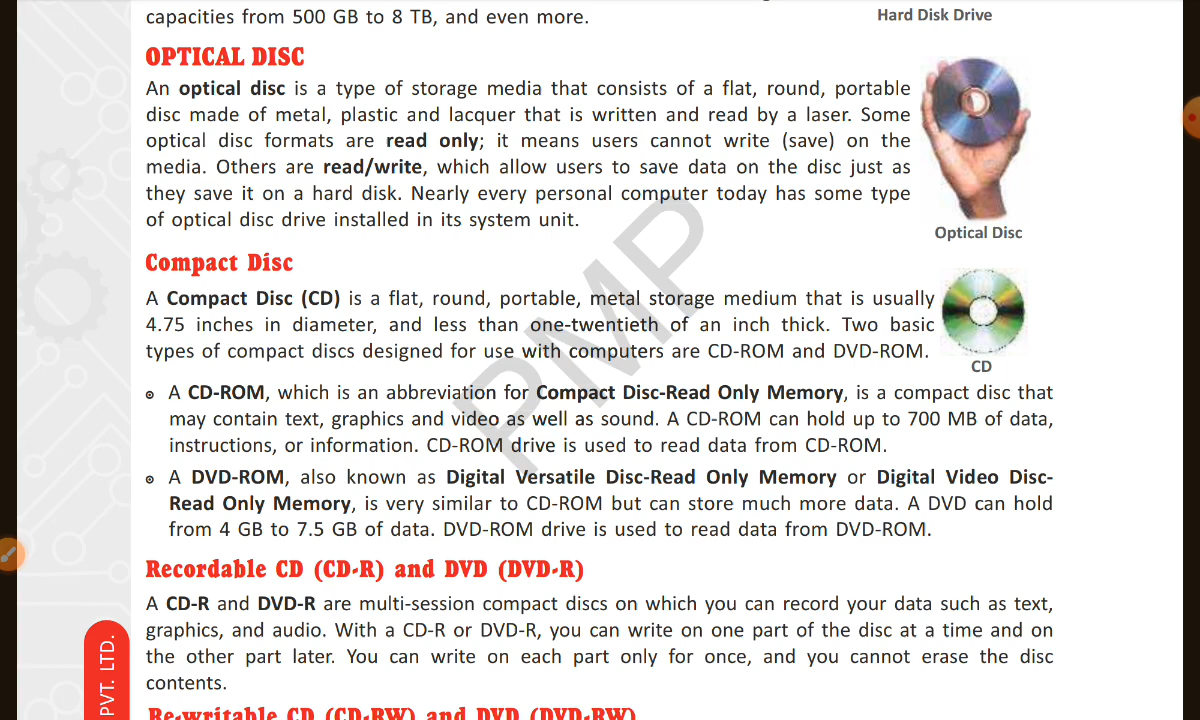 capacities from 500 GB to 8 TB, and even more.
Hard Disk Drive
OPTICAL DISC
An optical disc is a type of storage media that consists of a flat, round, portable
disc made of metal, plastic and lacquer that is written and read by a laser. Some
optical disc formats are read only; it means users cannot write (save) on the
media. Others are read/write, which allow users to save data on the disc just as
they save it on a hard disk. Nearly every personal computer today has some type
of optical disc drive installed in its system unit.
Optical Disc
Compact Disc
A Compact Disc (CD) is a flat, round, portable, metal storage medium that is usually
4.75 inches in diameter, and less than one-twentieth of an inch thick. Two basic
types of compact discs designed for use with computers are CD-ROM and DVD-ROM.
CD
A CD-ROM, which is an abbreviation for Compact Disc-Read Only Memory, is a compact disc that
may contain text, graphics and video as well as sound. A CD-ROM can hold up to 700 MB of data,
instructions, or information. CD-ROM drive is used to read data from CD-ROM.
A DVD-ROM, also known as Digital Versatile Disc-Read Only Memory or Digital Video Disc-
Read Only Memory, is very similar to CD-ROM but can store much more data. A DVD can hold
from 4 GB to 7.5 GB of data. DVD-ROM drive is used to read data from DVD-ROM.
Recordable CD (CD-R) and DVD (DVD-R)
A CD-R and DVD-R are multi-session compact discs on which you can record your data such as text,
graphics, and audio. With a CD-R or DVD-R, you can write on one part of the disc at a time and on
the other part later. You can write on each part only for once, and you cannot erase the disc
contents.
Re-writable CD (CD-RW) and DVD (DVD-RW)
PVT. LTD.
PMP